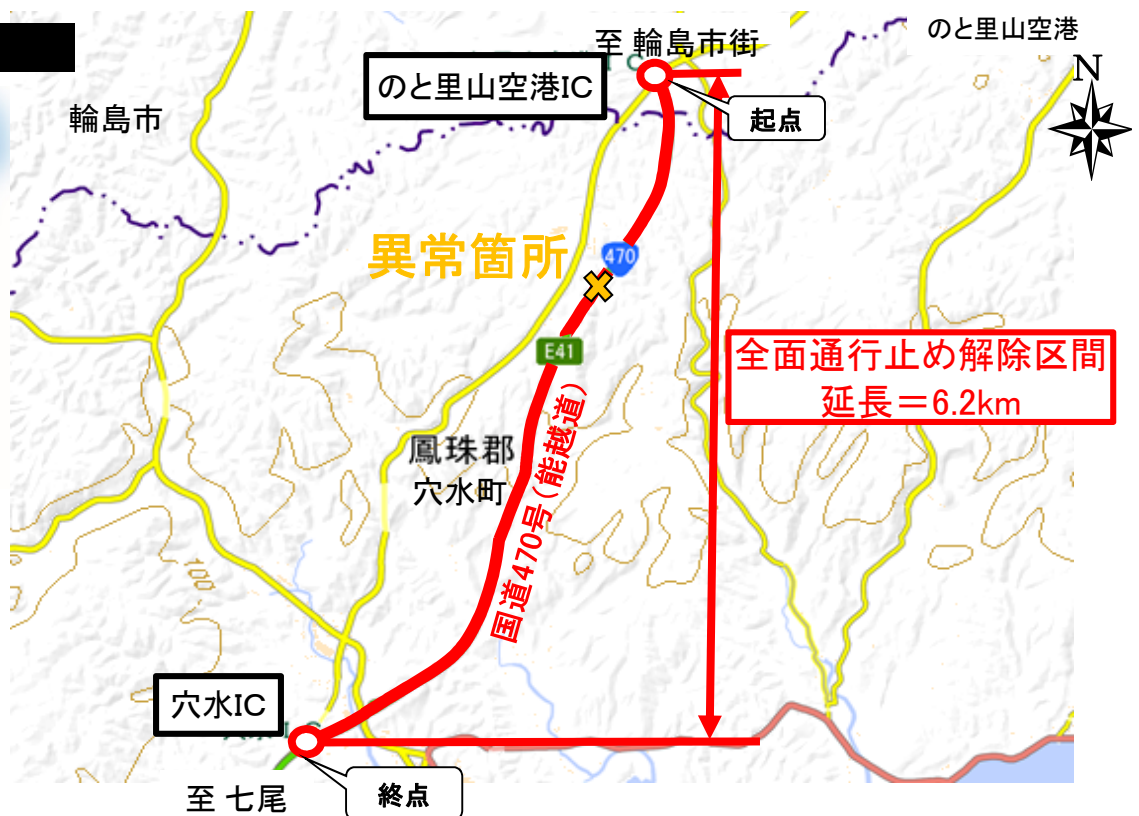 のと里山空港
至 輪島市街
N
のと里山空港IC
輪島市
起点
異常箇所
470
E41
全面通行止め解除区間
延長＝6.2km
鳳珠郡
穴水町
国道470号（能越道）
100
穴水IC
終点
至 七尾